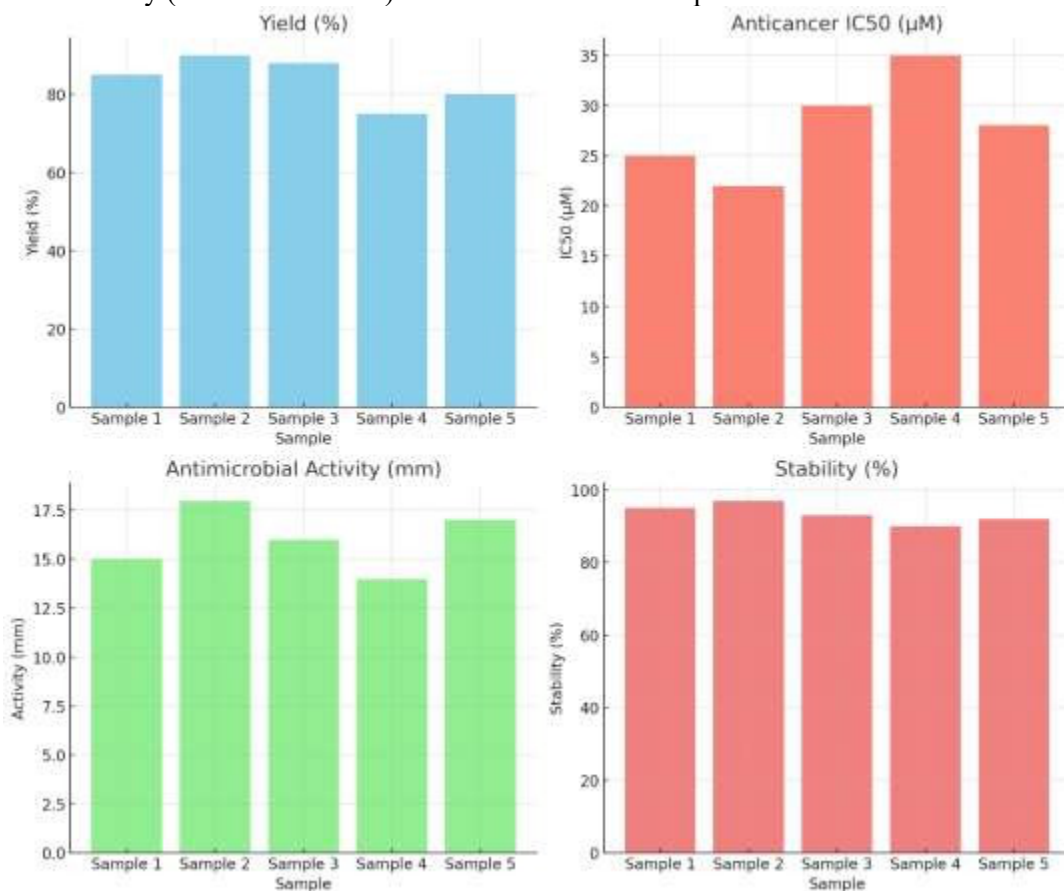 Yield (%)
80
60
40
20
0
Yield (%)
Sample 1 Sample 2 Sample 3 Sample 4 Sample 5
Sample
Anticancer IC50 (μM)
35
30
25
20
15
10
5
0
IC50 (μM)
Sample 1 Sample 2 Sample 3 Sample 4 Sample 5
Sample
Antimicrobial Activity (mm)
17.5
15.0
12.5
10.0
7.5
5.0
2.5
0.0
Activity (mm)
Sample 1 Sample 2 Sample 3 Sample 4 Sample 5
Sample
Stability (%)
100
80
60
40
20
0
Stability (%)
Sample 1 Sample 2 Sample 3 Sample 4 Sample 5
Sample